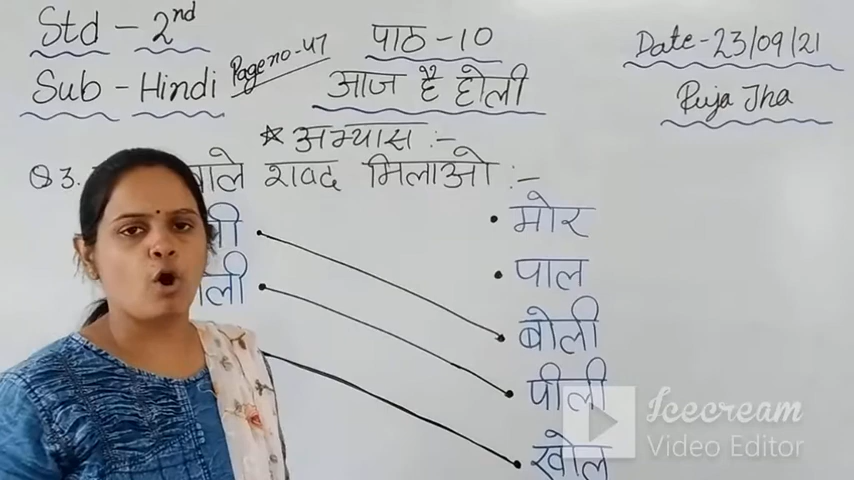 Std - 2nd
Sub - Hindi
Page no - 47
पाठ - 10
आज है होली
Date - 23/09/21
Puja Jha
* अभ्यास :-
Q3. वाले शब्द मिलाओ :-
• मोर
• पाल
• बोली
• पीली
• खोल
Icecream
Video Editor